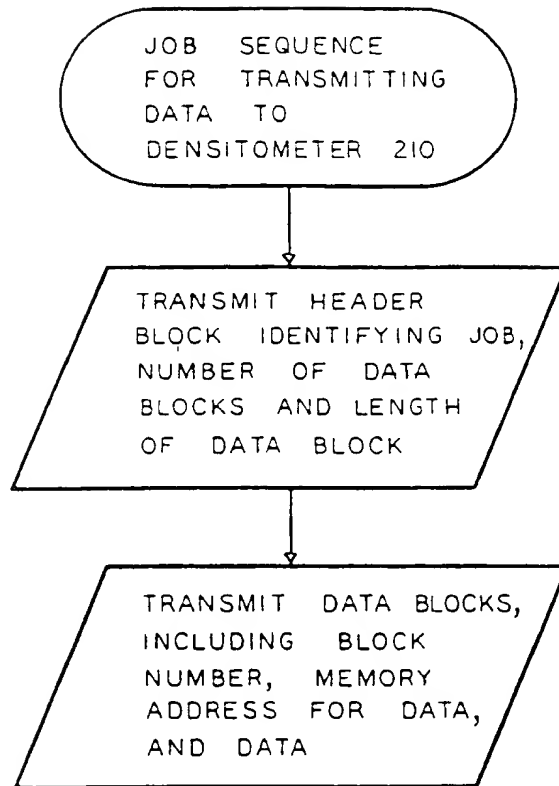 JOB SEQUENCE
FOR TRANSMITTING
DATA TO
DENSITOMETER 210
TRANSMIT HEADER
BLOCK IDENTIFYING JOB,
NUMBER OF DATA
BLOCKS AND LENGTH
OF DATA BLOCK
TRANSMIT DATA BLOCKS,
INCLUDING BLOCK
NUMBER, MEMORY
ADDRESS FOR DATA,
AND DATA